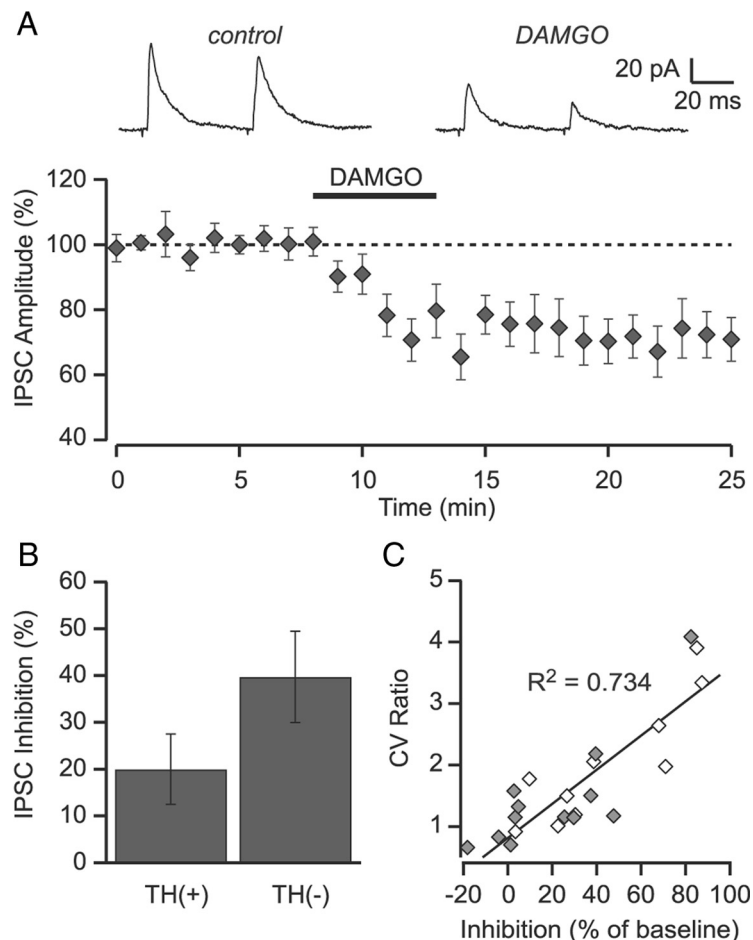 A
control
DAMGO
20 pA
20 ms
DAMGO
IPSC Amplitude (%)
120
100
80
60
40
0 5 10 15 20 25
Time (min)
B
IPSC Inhibition (%)
60
50
40
30
20
10
0
TH(+) TH(-)
C
CV Ratio
5
4
3
2
1
R² = 0.734
-20 0 20 40 60 80 100
Inhibition (% of baseline)